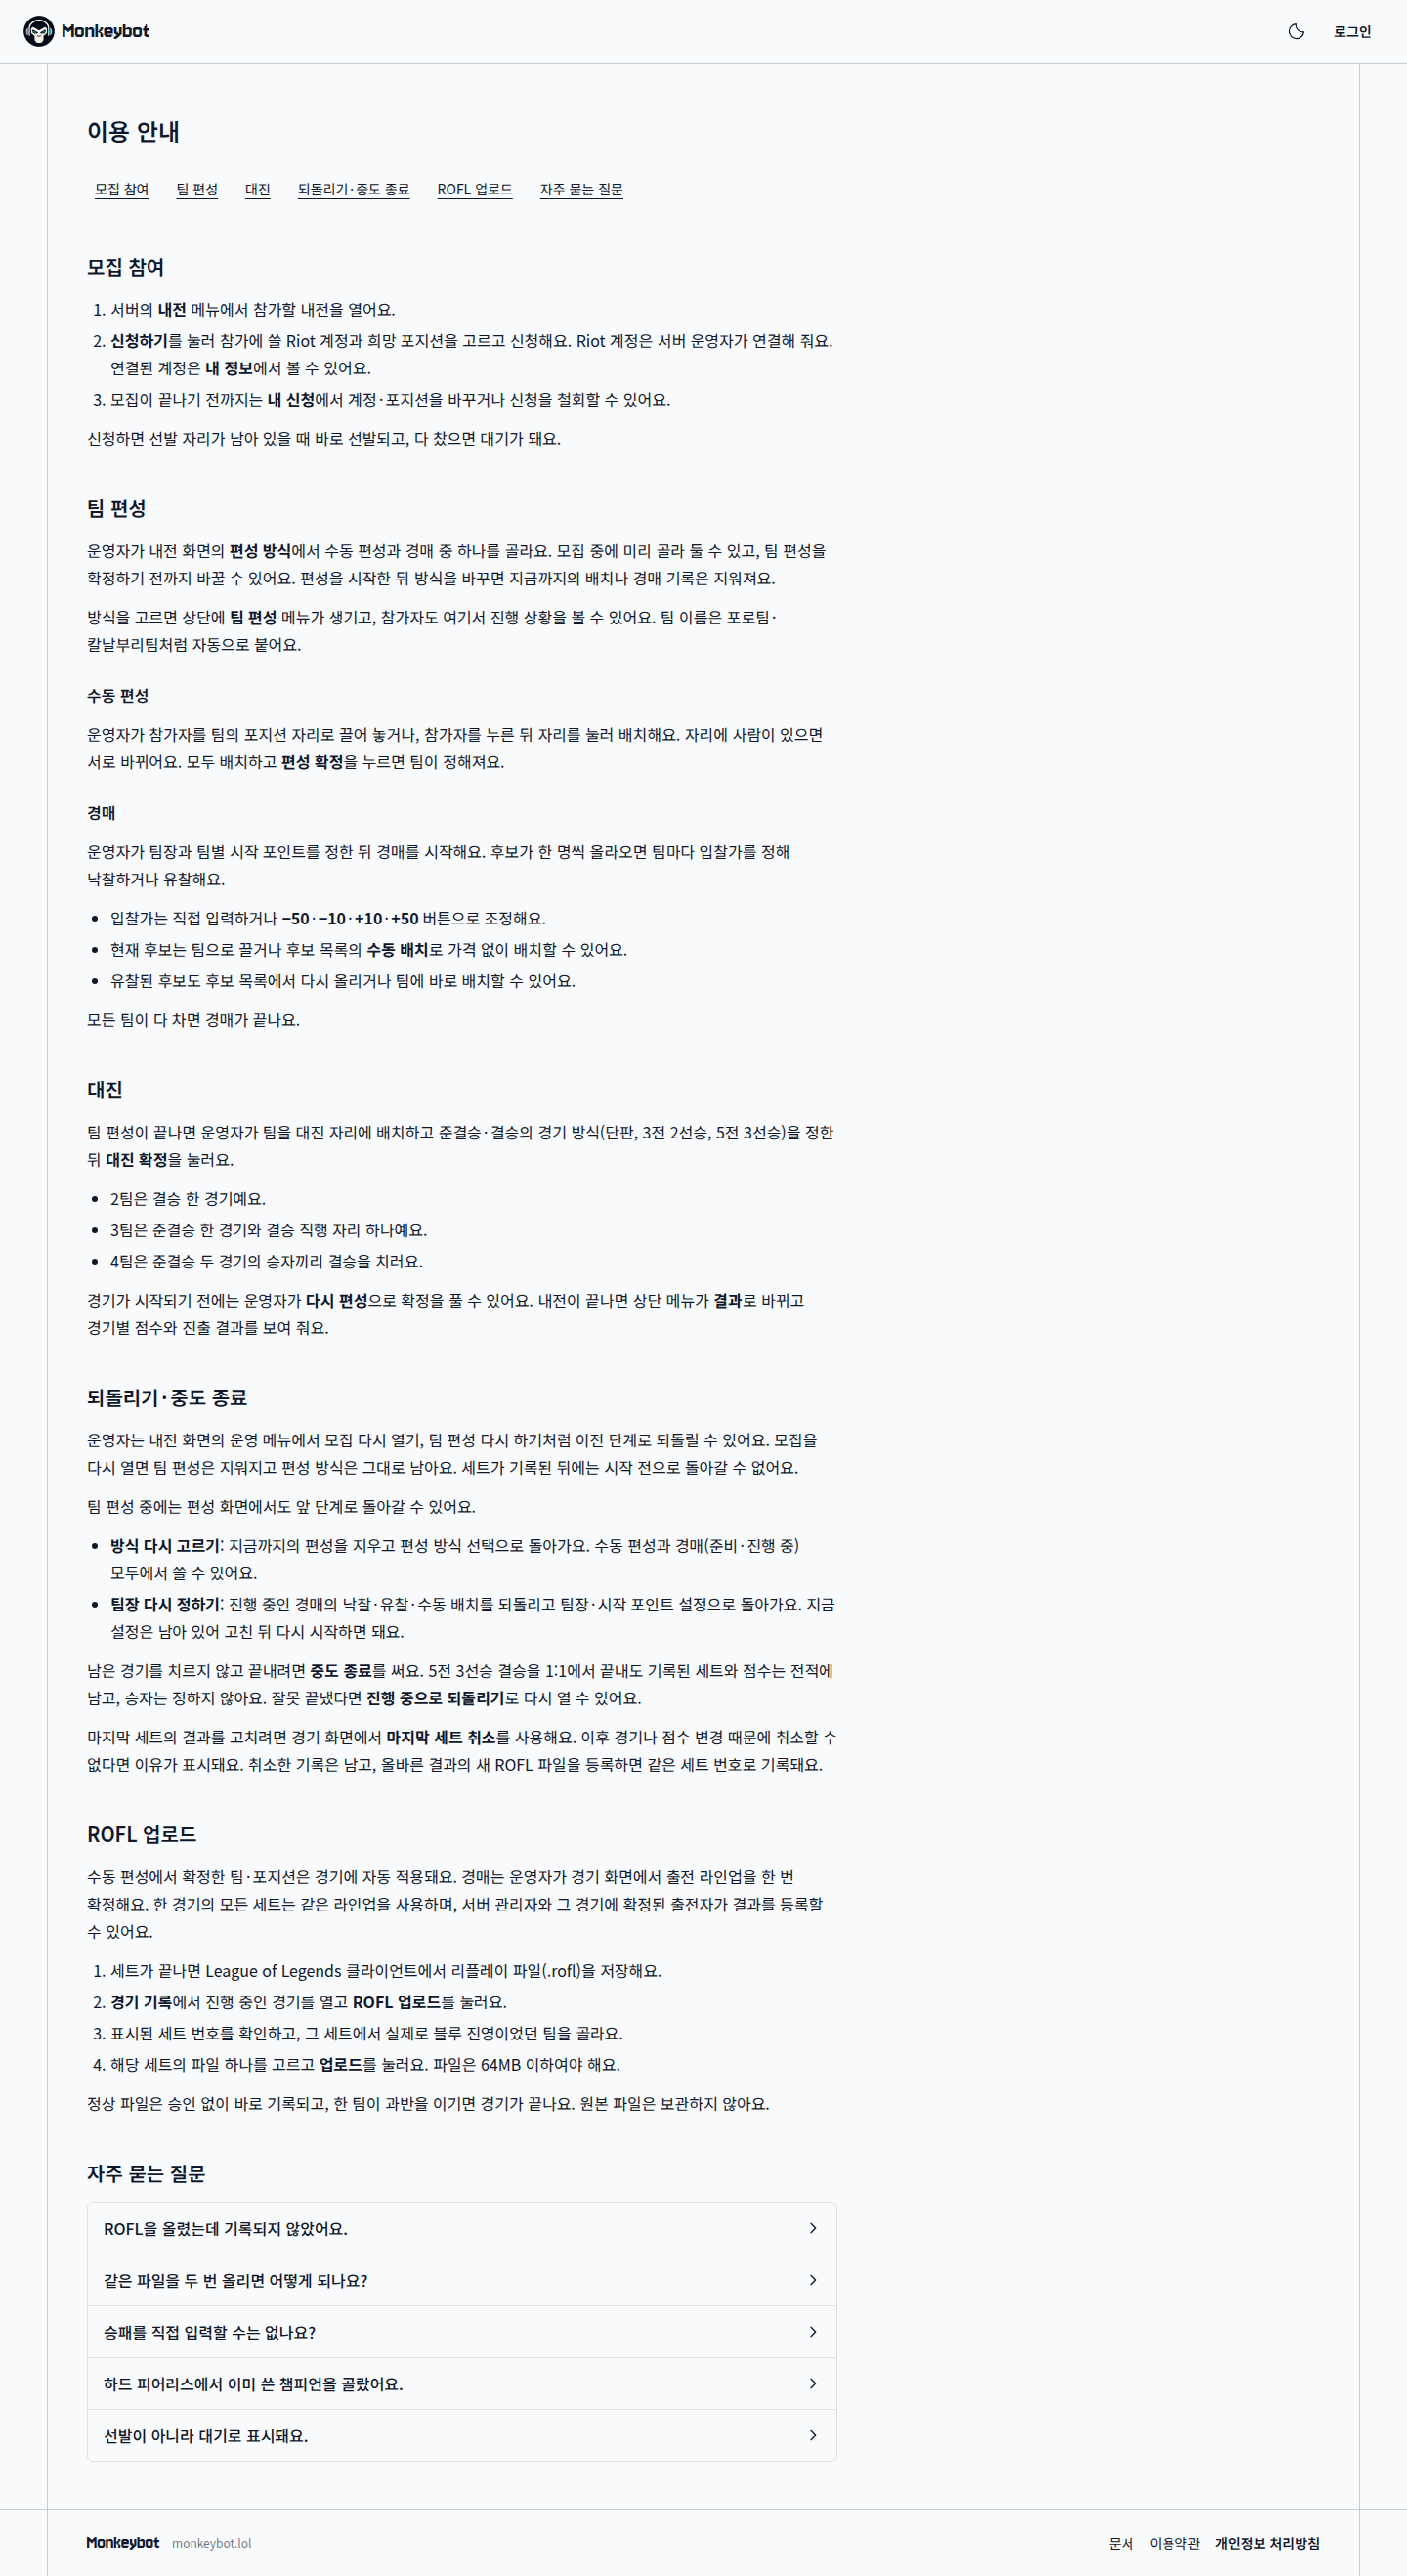 Monkeybot
로그인
이용 안내
모집 참여 팀 편성 대진 되돌리기·중도 종료 ROFL 업로드 자주 묻는 질문
모집 참여
1. 서버의 내전 메뉴에서 참가할 내전을 열어요.
2. 신청하기를 눌러 참가에 쓸 Riot 계정과 희망 포지션을 고르고 신청해요. Riot 계정은 서버 운영자가 연결해 줘요.
연결된 계정은 내 정보에서 볼 수 있어요.
3. 모집이 끝나기 전까지는 내 신청에서 계정·포지션을 바꾸거나 신청을 철회할 수 있어요.
신청하면 선발 자리가 남아 있을 때 바로 선발되고, 다 찼으면 대기가 돼요.
팀 편성
운영자가 내전 화면의 편성 방식에서 수동 편성과 경매 중 하나를 골라요. 모집 중에 미리 골라 둘 수 있고, 팀 편성을
확정하기 전까지 바꿀 수 있어요. 편성을 시작한 뒤 방식을 바꾸면 지금까지의 배치나 경매 기록은 지워져요.
방식을 고르면 상단에 팀 편성 메뉴가 생기고, 참가자도 여기서 진행 상황을 볼 수 있어요. 팀 이름은 포로팀·
칼날부리팀처럼 자동으로 붙어요.
수동 편성
운영자가 참가자를 팀의 포지션 자리로 끌어 놓거나, 참가자를 누른 뒤 자리를 눌러 배치해요. 자리에 사람이 있으면
서로 바뀌어요. 모두 배치하고 편성 확정을 누르면 팀이 정해져요.
경매
운영자가 팀장과 팀별 시작 포인트를 정한 뒤 경매를 시작해요. 후보가 한 명씩 올라오면 팀마다 입찰가를 정해
낙찰하거나 유찰해요.
• 입찰가는 직접 입력하거나 −50·−10·+10·+50 버튼으로 조정해요.
• 현재 후보는 팀으로 끌거나 후보 목록의 수동 배치로 가격 없이 배치할 수 있어요.
• 유찰된 후보도 후보 목록에서 다시 올리거나 팀에 바로 배치할 수 있어요.
모든 팀이 다 차면 경매가 끝나요.
대진
팀 편성이 끝나면 운영자가 팀을 대진 자리에 배치하고 준결승·결승의 경기 방식(단판, 3전 2선승, 5전 3선승)을 정한
뒤 대진 확정을 눌러요.
• 2팀은 결승 한 경기예요.
• 3팀은 준결승 한 경기와 결승 직행 자리 하나예요.
• 4팀은 준결승 두 경기의 승자끼리 결승을 치러요.
경기가 시작되기 전에는 운영자가 다시 편성으로 확정을 풀 수 있어요. 내전이 끝나면 상단 메뉴가 결과로 바뀌고
경기별 점수와 진출 결과를 보여 줘요.
되돌리기·중도 종료
운영자는 내전 화면의 운영 메뉴에서 모집 다시 열기, 팀 편성 다시 하기처럼 이전 단계로 되돌릴 수 있어요. 모집을
다시 열면 팀 편성은 지워지고 편성 방식은 그대로 남아요. 세트가 기록된 뒤에는 시작 전으로 돌아갈 수 없어요.
팀 편성 중에는 편성 화면에서도 앞 단계로 돌아갈 수 있어요.
• 방식 다시 고르기: 지금까지의 편성을 지우고 편성 방식 선택으로 돌아가요. 수동 편성과 경매(준비·진행 중)
모두에서 쓸 수 있어요.
• 팀장 다시 정하기: 진행 중인 경매의 낙찰·유찰·수동 배치를 되돌리고 팀장·시작 포인트 설정으로 돌아가요. 지금
설정은 남아 있어 고친 뒤 다시 시작하면 돼요.
남은 경기를 치르지 않고 끝내려면 중도 종료를 써요. 5전 3선승 결승을 1:1에서 끝내도 기록된 세트와 점수는 전적에
남고, 승자는 정하지 않아요. 잘못 끝냈다면 진행 중으로 되돌리기로 다시 열 수 있어요.
마지막 세트의 결과를 고치려면 경기 화면에서 마지막 세트 취소를 사용해요. 이후 경기나 점수 변경 때문에 취소할 수
없다면 이유가 표시돼요. 취소한 기록은 남고, 올바른 결과의 새 ROFL 파일을 등록하면 같은 세트 번호로 기록돼요.
ROFL 업로드
수동 편성에서 확정한 팀·포지션은 경기에 자동 적용돼요. 경매는 운영자가 경기 화면에서 출전 라인업을 한 번
확정해요. 한 경기의 모든 세트는 같은 라인업을 사용하며, 서버 관리자와 그 경기에 확정된 출전자가 결과를 등록할
수 있어요.
1. 세트가 끝나면 League of Legends 클라이언트에서 리플레이 파일(.rofl)을 저장해요.
2. 경기 기록에서 진행 중인 경기를 열고 ROFL 업로드를 눌러요.
3. 표시된 세트 번호를 확인하고, 그 세트에서 실제로 블루 진영이었던 팀을 골라요.
4. 해당 세트의 파일 하나를 고르고 업로드를 눌러요. 파일은 64MB 이하여야 해요.
정상 파일은 승인 없이 바로 기록되고, 한 팀이 과반을 이기면 경기가 끝나요. 원본 파일은 보관하지 않아요.
자주 묻는 질문
ROFL을 올렸는데 기록되지 않았어요.
같은 파일을 두 번 올리면 어떻게 되나요?
승패를 직접 입력할 수는 없나요?
하드 피어리스에서 이미 쓴 챔피언을 골랐어요.
선발이 아니라 대기로 표시돼요.
Monkeybot monkeybot.lol
문서 이용약관 개인정보 처리방침